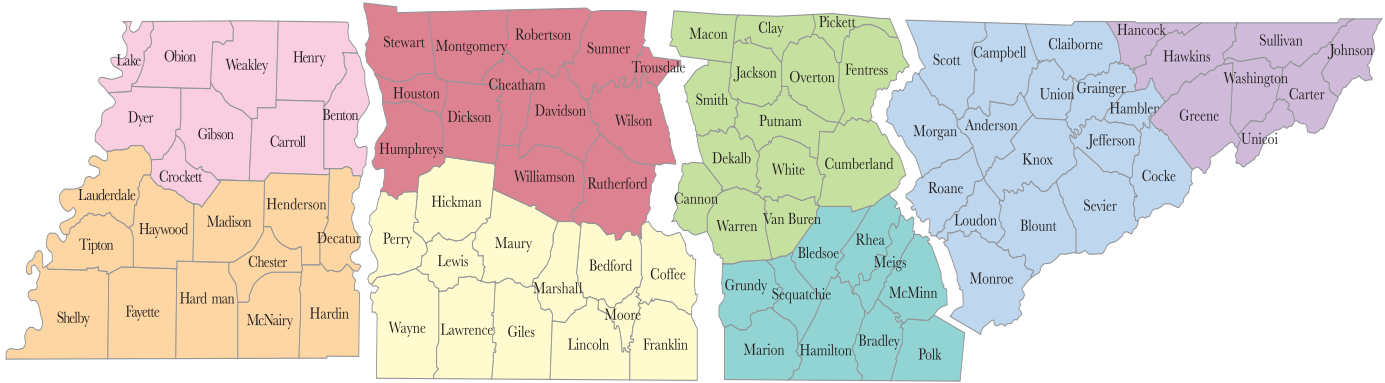 Lake
Obion
Weakley
Henry
Dyer
Gibson
Carroll
Benton
Crockett
Lauderdale
Haywood
Madison
Henderson
Decatur
Tipton
Chester
Shelby
Fayette
Hard man
McNairy
Hardin
Stewart
Montgomery
Robertson
Sumner
Trousdale
Houston
Cheatham
Dickson
Davidson
Wilson
Humphreys
Williamson
Rutherford
Hickman
Perry
Lewis
Maury
Marshall
Bedford
Coffee
Moore
Wayne
Lawrence
Giles
Lincoln
Franklin
Macon
Clay
Pickett
Jackson
Overton
Fentress
Smith
Putnam
Dekalb
White
Cumberland
Cannon
Warren
Van Buren
Bledsoe
Rhea
Meigs
Grundy
Sequatchie
McMinn
Marion
Hamilton
Bradley
Polk
Scott
Campbell
Claiborne
Union
Grainger
Hamblen
Morgan
Anderson
Jefferson
Knox
Cocke
Roane
Loudon
Blount
Sevier
Monroe
Hancock
Hawkins
Sullivan
Johnson
Washington
Carter
Greene
Unicoi